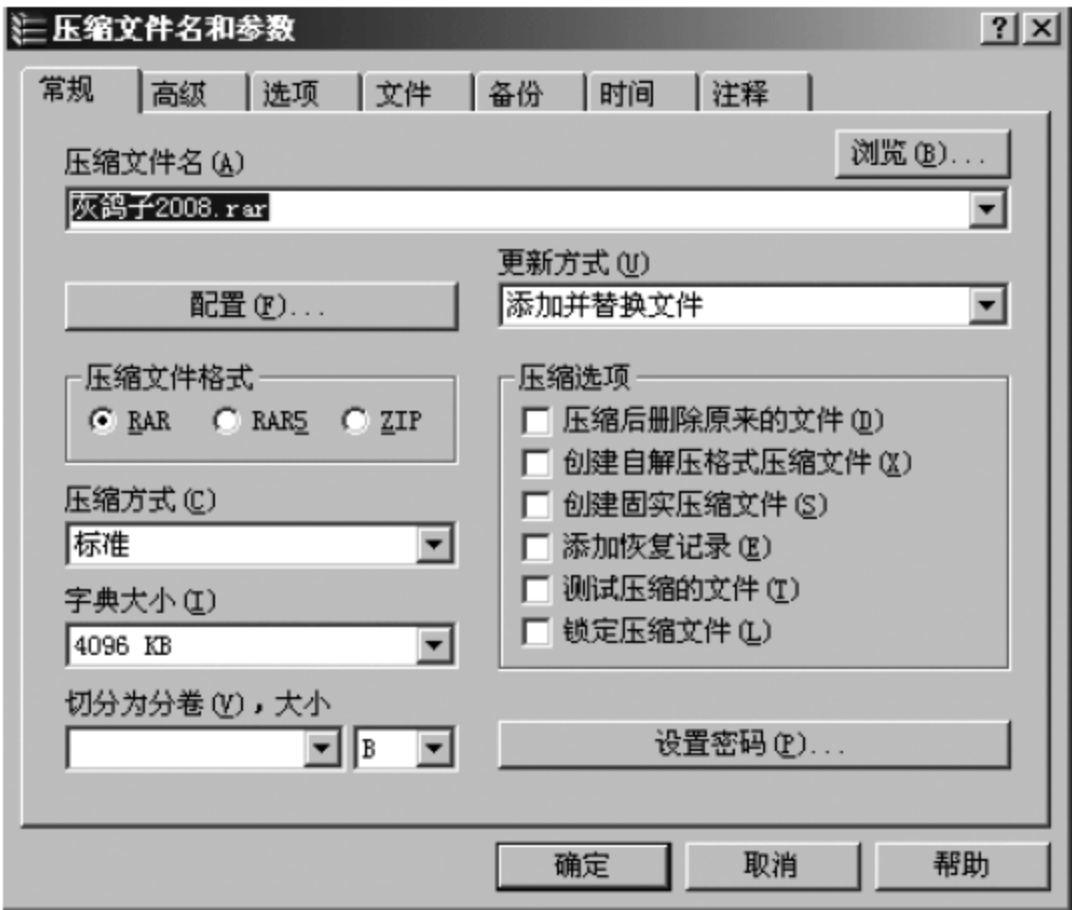 压缩文件名和参数
常规 高级 选项 文件 备份 时间 注释
压缩文件名(A)
浏览(B)...
灰鸽子2008.rar
更新方式(U)
配置(F)...
添加并替换文件
压缩文件格式
RAR RAR5 ZIP
压缩选项
压缩后删除原来的文件(D)
创建自解压格式压缩文件(X)
创建固实压缩文件(S)
添加恢复记录(E)
测试压缩的文件(T)
锁定压缩文件(L)
压缩方式(C)
标准
字典大小(I)
4096 KB
切分为分卷(V),大小
B
设置密码(P)...
确定 取消 帮助